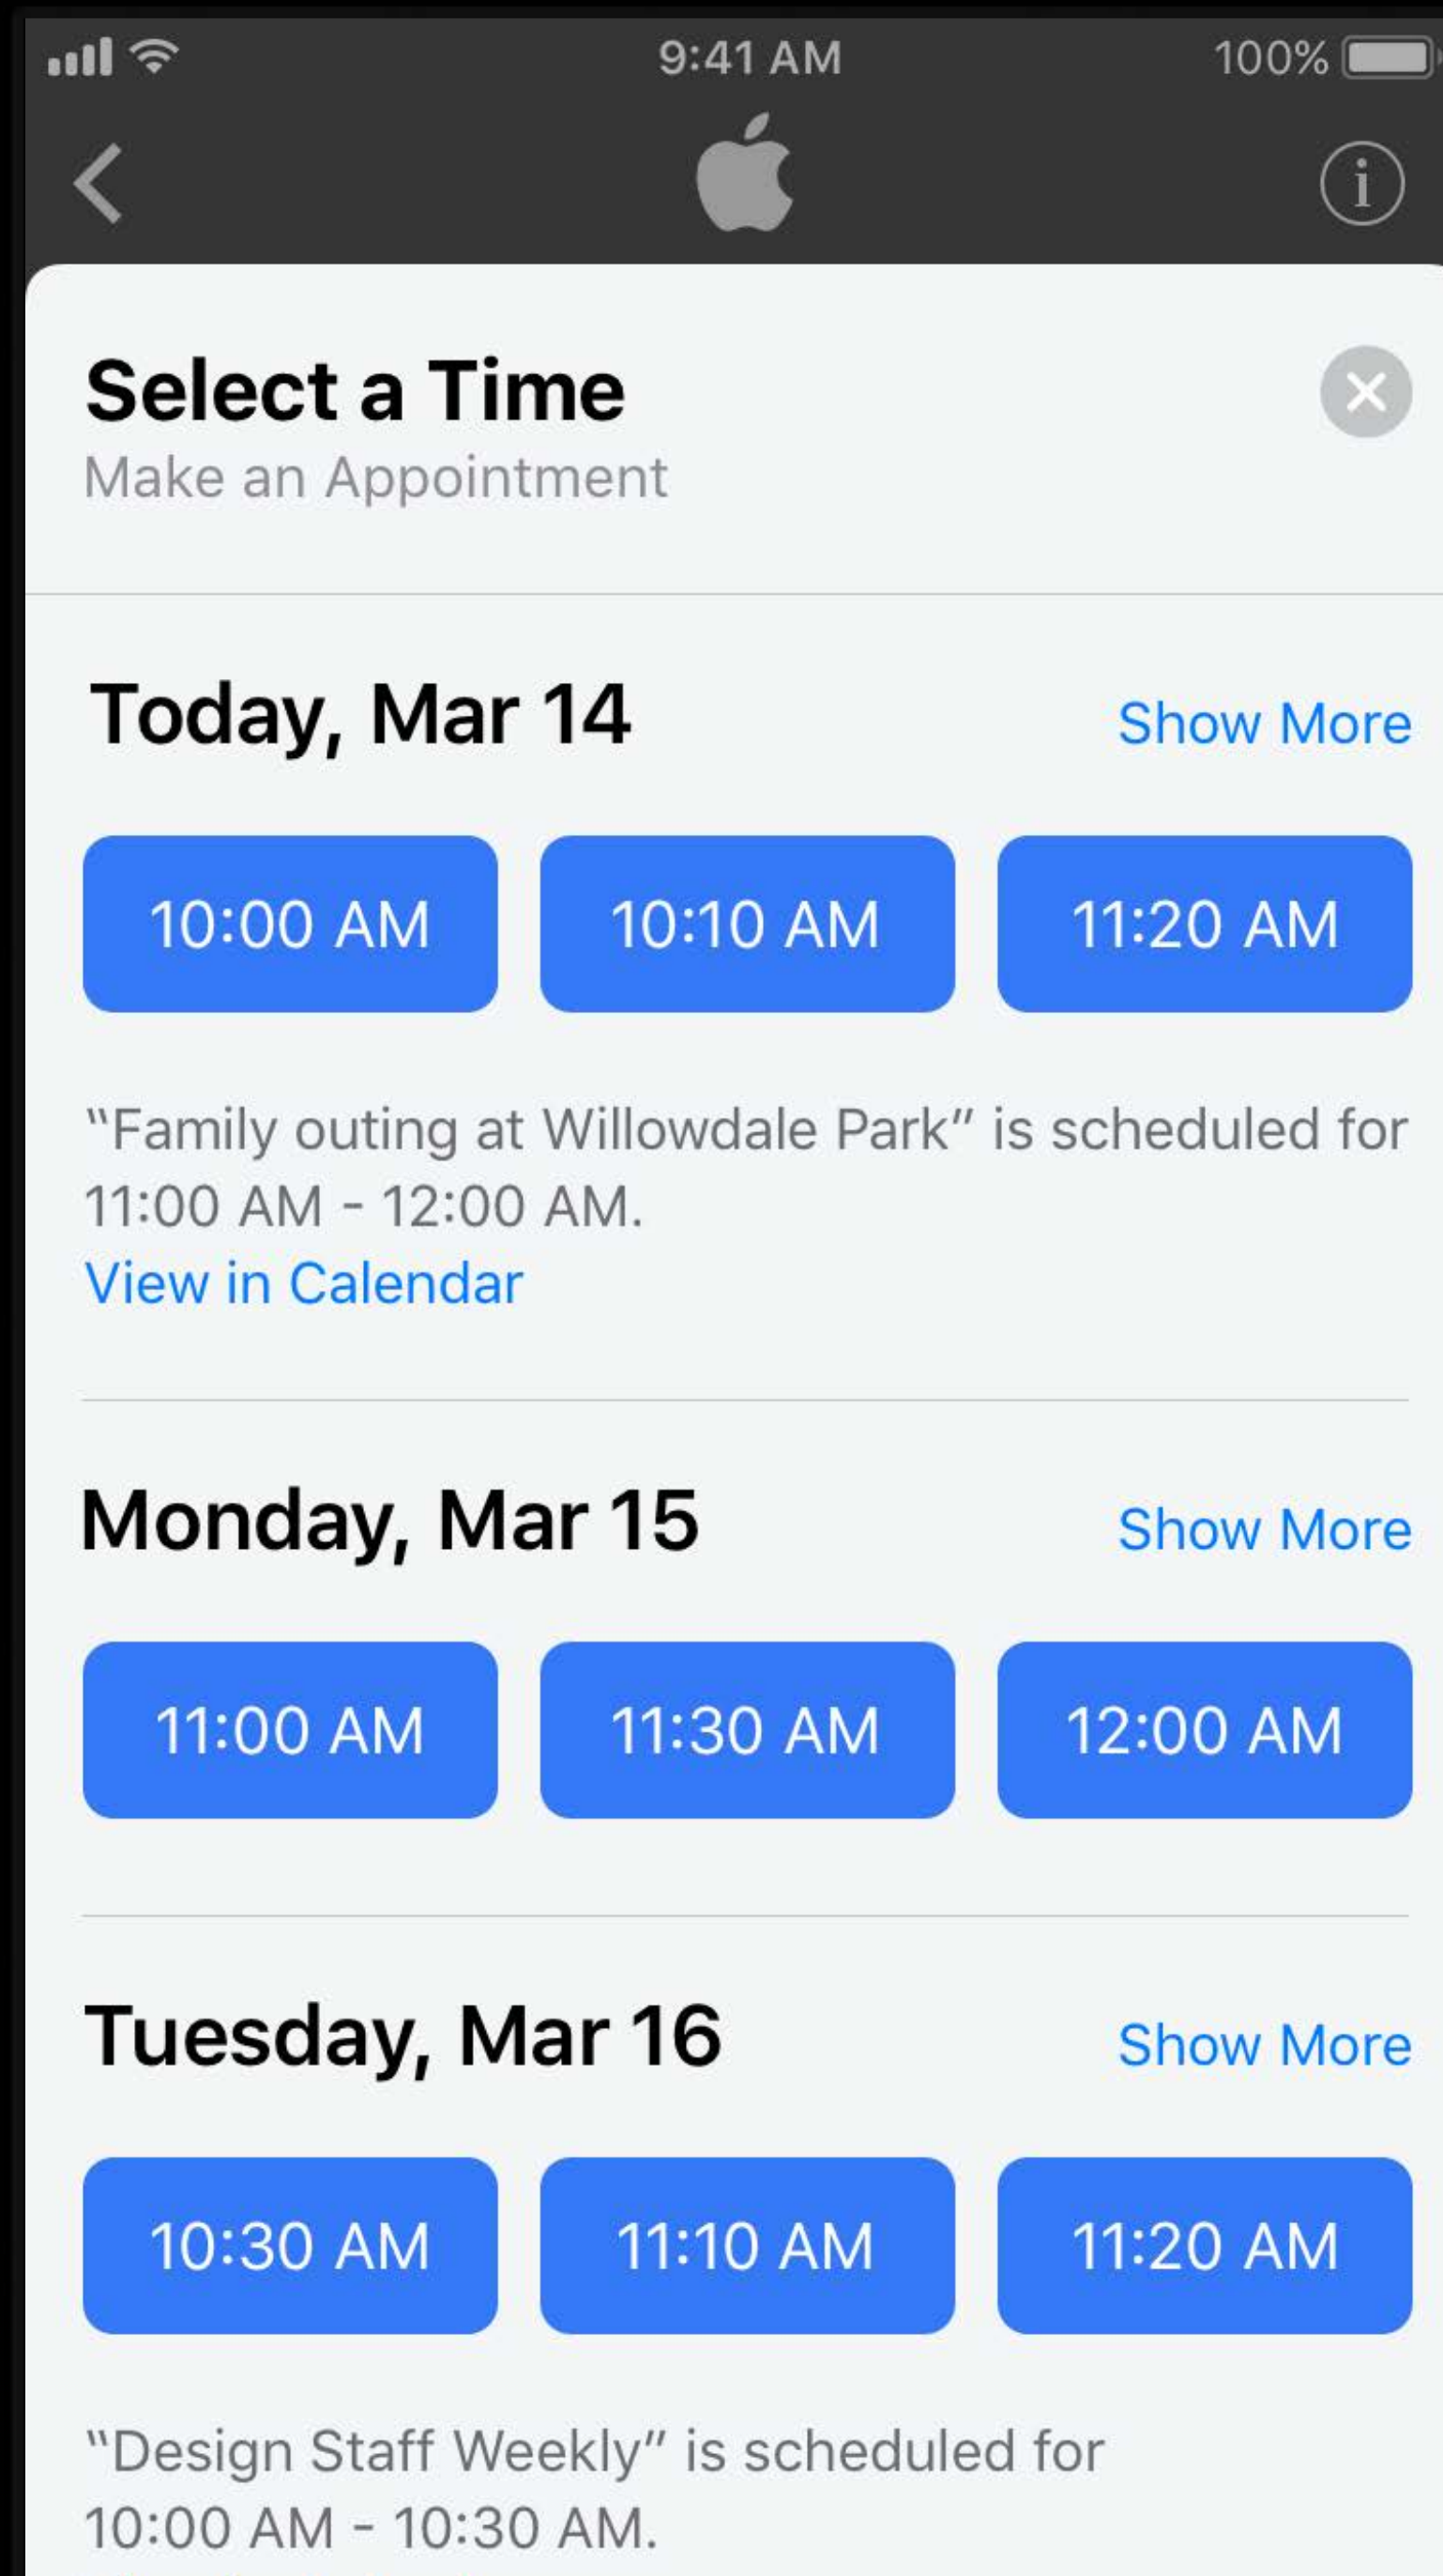 9:41 AM
100%
Select a Time
Make an Appointment
Today, Mar 14
Show More
10:00 AM
10:10 AM
11:20 AM
“Family outing at Willowdale Park” is scheduled for
11:00 AM - 12:00 AM.
View in Calendar
Monday, Mar 15
Show More
11:00 AM
11:30 AM
12:00 AM
Tuesday, Mar 16
Show More
10:30 AM
11:10 AM
11:20 AM
“Design Staff Weekly” is scheduled for
10:00 AM - 10:30 AM.